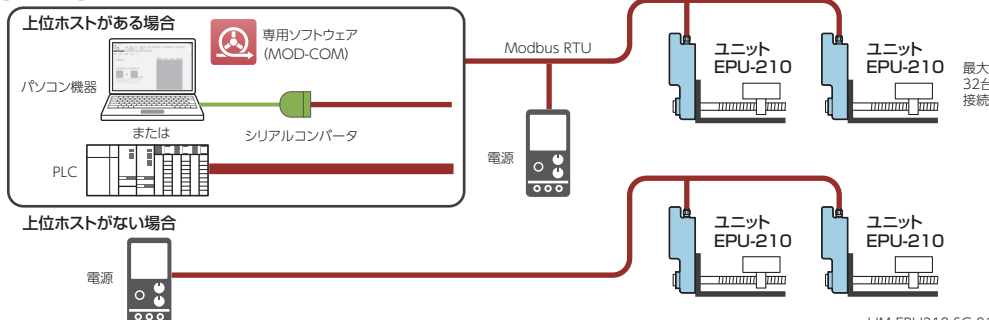 上位ホストがある場合
専用ソフトウェア
(MOD-COM)
パソコン機器
または
シリアルコンバータ
PLC
Modbus RTU
電源
ユニット
EPU-210
ユニット
EPU-210
最大
32台
接続
上位ホストがない場合
電源
ユニット
EPU-210
ユニット
EPU-210